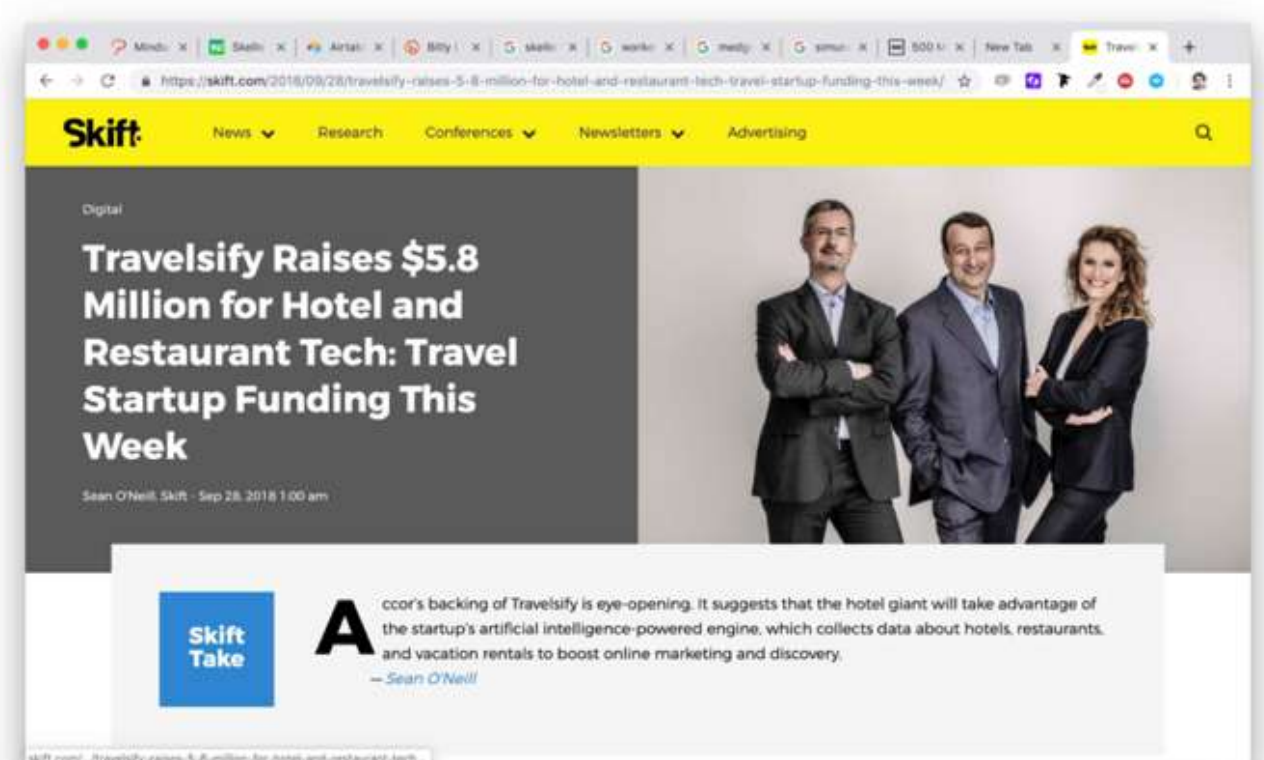 Mindu
Airtab
Bitly
New Tab
Travel
https://skift.com/2018/09/28/travelsify-raises-5-8-million-for-hotel-and-restaurant-tech-travel-startup-funding-this-week/
Skift
News Research Conferences Newsletters Advertising
Digital
Travelsify Raises $5.8
Million for Hotel and
Restaurant Tech: Travel
Startup Funding This
Week
Sean O'Neill, Skift - Sep 28, 2018 1:00 am
Skift
Take
Accor's backing of Travelsify is eye-opening. It suggests that the hotel giant will take advantage of
the startup's artificial intelligence-powered engine, which collects data about hotels, restaurants,
and vacation rentals to boost online marketing and discovery.
— Sean O'Neill